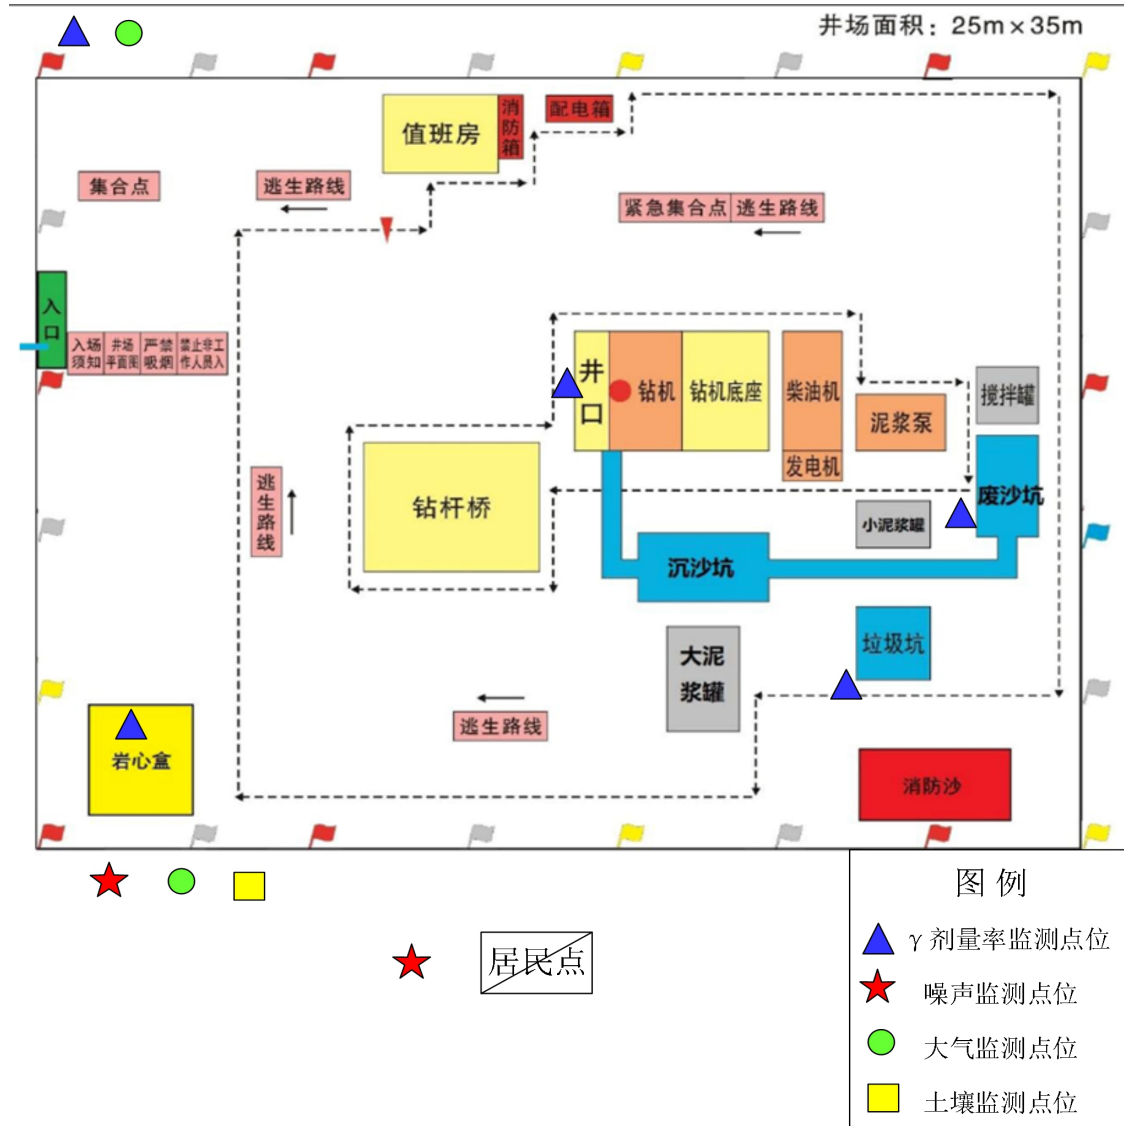 井场面积：25m×35m
值班房
消防箱
配电箱
集合点
逃生路线
紧急集合点
逃生路线
入口
入场须知
井场平面图
严禁吸烟
禁止非工作人员入
井口
钻机
钻机底座
柴油机
发电机
泥浆泵
搅拌罐
废沙坑
小泥浆罐
钻杆桥
逃生路线
沉沙坑
垃圾坑
大泥
浆罐
逃生路线
岩心盒
消防沙
居民点
图 例
γ 剂量率监测点位
噪声监测点位
大气监测点位
土壤监测点位